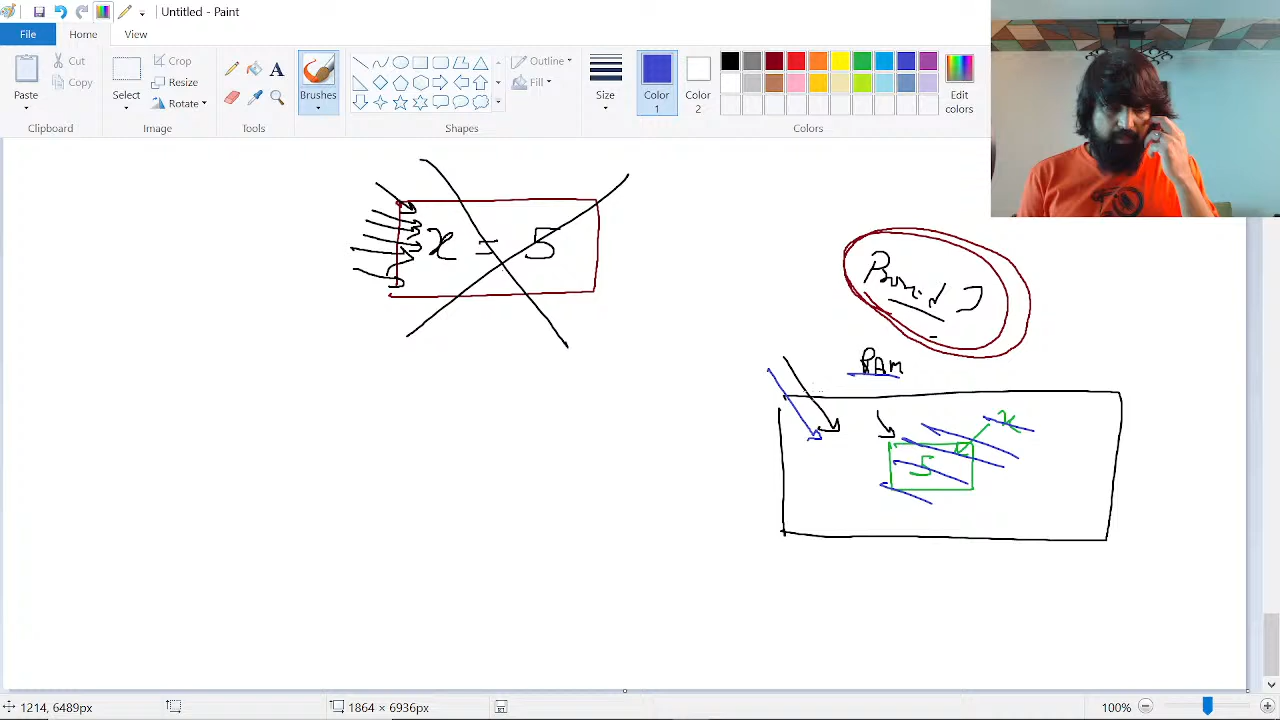 Untitled - Paint
File
Home
View
Paste
Cut
Copy
Clipboard
Select
Crop
Rotate
Image
A
Tools
Brushes
Outline
Fill
Shapes
Size
Color 1
Color 2
Edit colors
Colors
x = 5
RAM
x
5
1214, 6489px
1864 × 6936px
100%